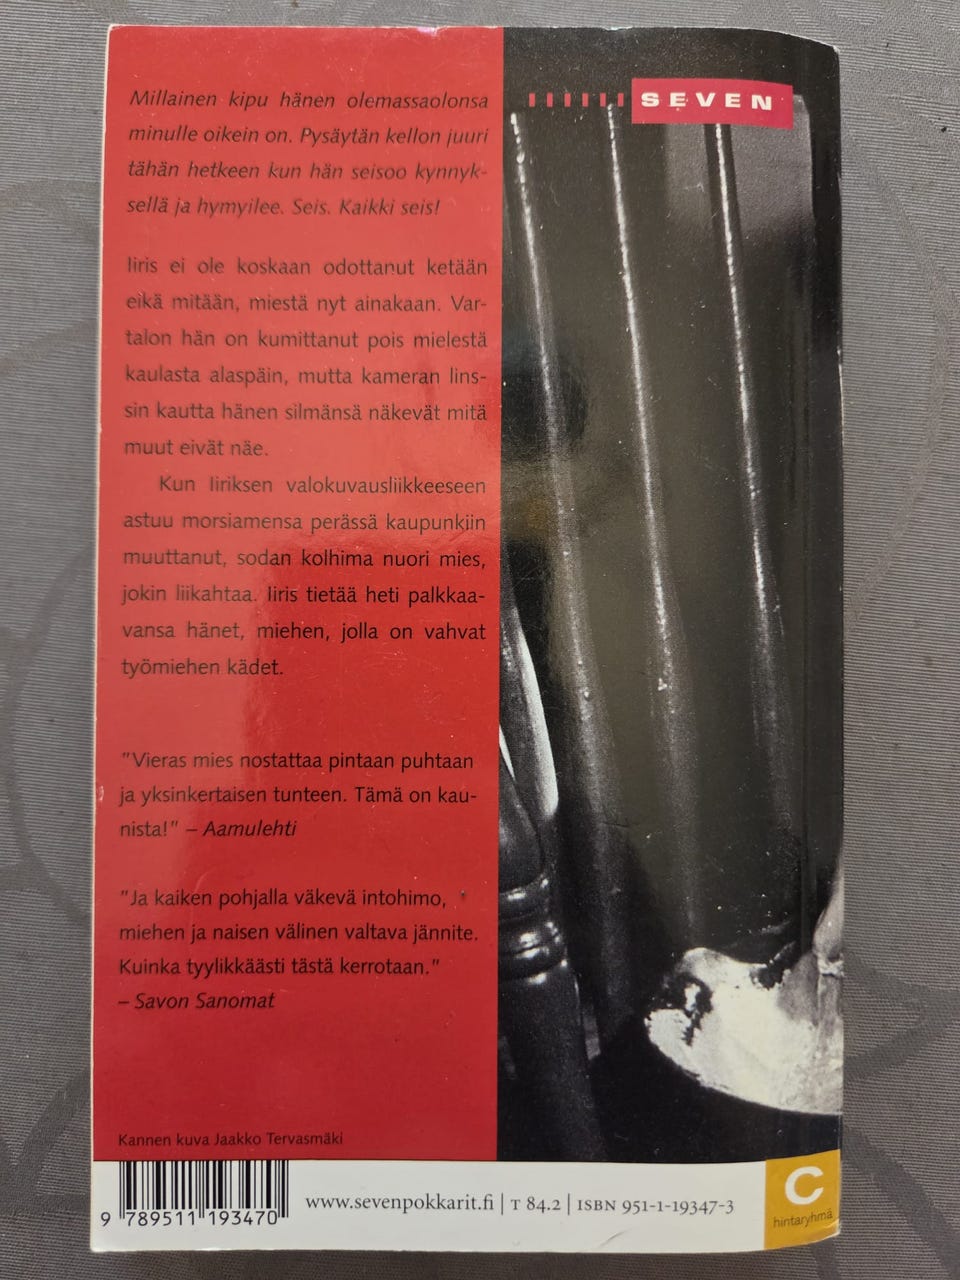 SEVEN
Millainen kipu hänen olemassaolonsa
minulle oikein on. Pysäytän kellon juuri
tähän hetkeen kun hän seisoo kynnyk-
sellä ja hymyilee. Seis. Kaikki seis!
Iiris ei ole koskaan odottanut ketään
eikä mitään, miestä nyt ainakaan. Var-
talon hän on kumittanut pois mielestä
kaulasta alaspäin, mutta kameran lins-
sin kautta hänen silmänsä näkevät mitä
muut eivät näe.
Kun Iiriksen valokuvausliikkeeseen
astuu morsiamensa perässä kaupunkiin
muuttanut, sodan kolhima nuori mies,
jokin liikahtaa. Iiris tietää heti palkkaa-
vansa hänet, miehen, jolla on vahvat
työmiehen kädet.
"Vieras mies nostattaa pintaan puhtaan
ja yksinkertaisen tunteen. Tämä on kau-
nista!" – Aamulehti
"Ja kaiken pohjalla väkevä intohimo,
miehen ja naisen välinen valtava jännite.
Kuinka tyylikkäästi tästä kerrotaan."
– Savon Sanomat
Kannen kuva Jaakko Tervasmäki
9 789511 193470
www.sevenpokkarit.fi | T 84.2 | ISBN 951-1-19347-3
C
hintaryhmä